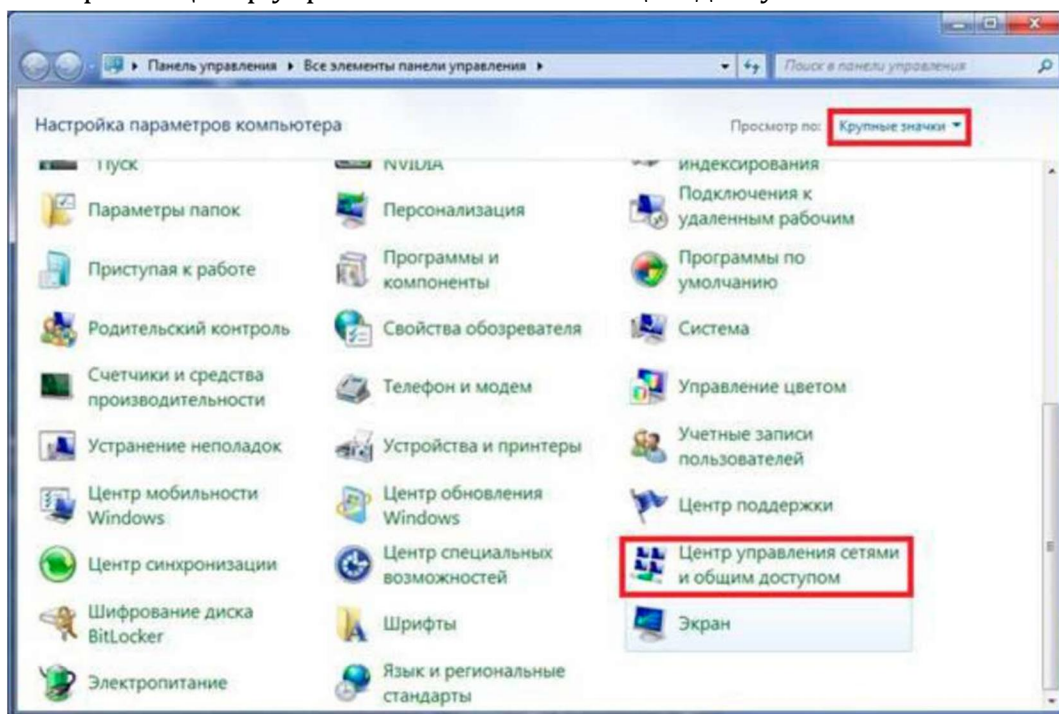 Панель управления ▸ Все элементы панели управления ▸
Поиск в панели управления
Настройка параметров компьютера
Просмотр по: Крупные значки
Пуск
NVIDIA
индексирования
Параметры папок
Персонализация
Подключения к
удаленным рабочим
Приступая к работе
Программы и
компоненты
Программы по
умолчанию
Родительский контроль
Свойства обозревателя
Система
Счетчики и средства
производительности
Телефон и модем
Управление цветом
Устранение неполадок
Устройства и принтеры
Учетные записи
пользователей
Центр мобильности
Windows
Центр обновления
Windows
Центр поддержки
Центр синхронизации
Центр специальных
возможностей
Центр управления сетями
и общим доступом
Шифрование диска
BitLocker
Шрифты
Экран
Электропитание
Язык и региональные
стандарты